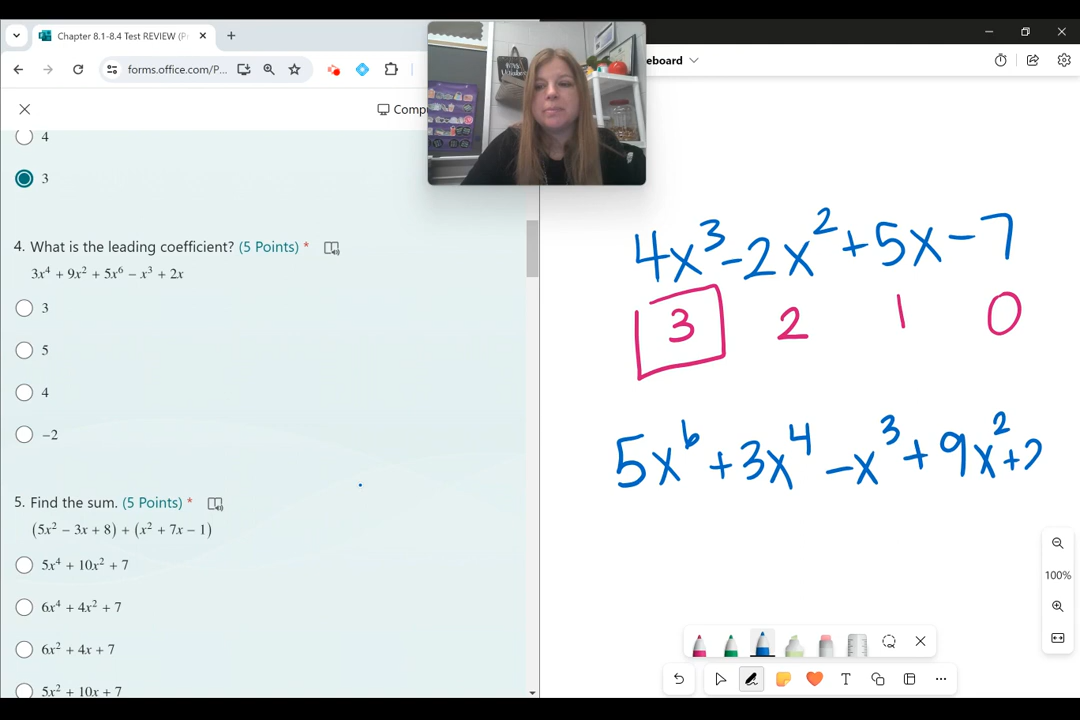 Chapter 8.1-8.4 Test REVIEW (P
forms.office.com/P...
Comp
eboard
4
3
4. What is the leading coefficient? (5 Points) *
3x⁴ + 9x² + 5x⁶ − x³ + 2x
3
5
4
−2
5. Find the sum. (5 Points) *
(5x² − 3x + 8) + (x² + 7x − 1)
5x⁴ + 10x² + 7
6x⁴ + 4x² + 7
6x² + 4x + 7
5x² + 10x + 7
4x³-2x²+5x-7
3 2 1 0
5x⁶+3x⁴-x³+9x²+2
100%
T